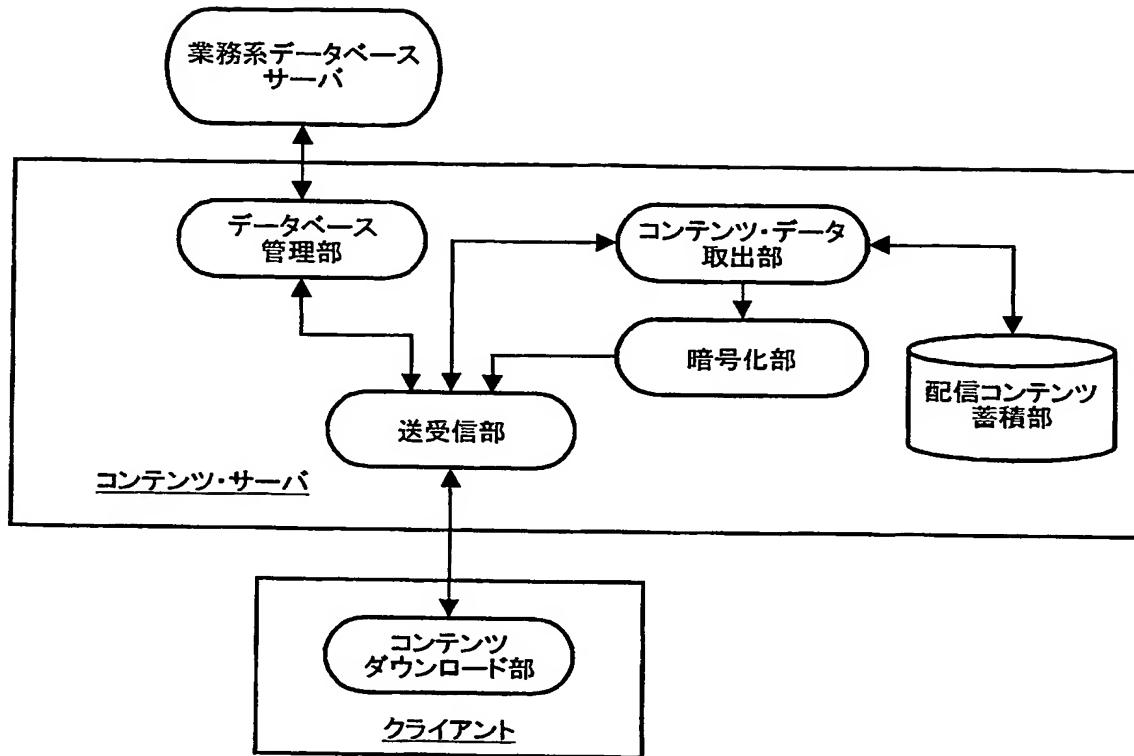 業務系データベース
サーバ
データベース
管理部
コンテンツ・データ
取出部
暗号化部
配信コンテンツ
蓄積部
送受信部
コンテンツ・サーバ
コンテンツ
ダウンロード部
クライアント